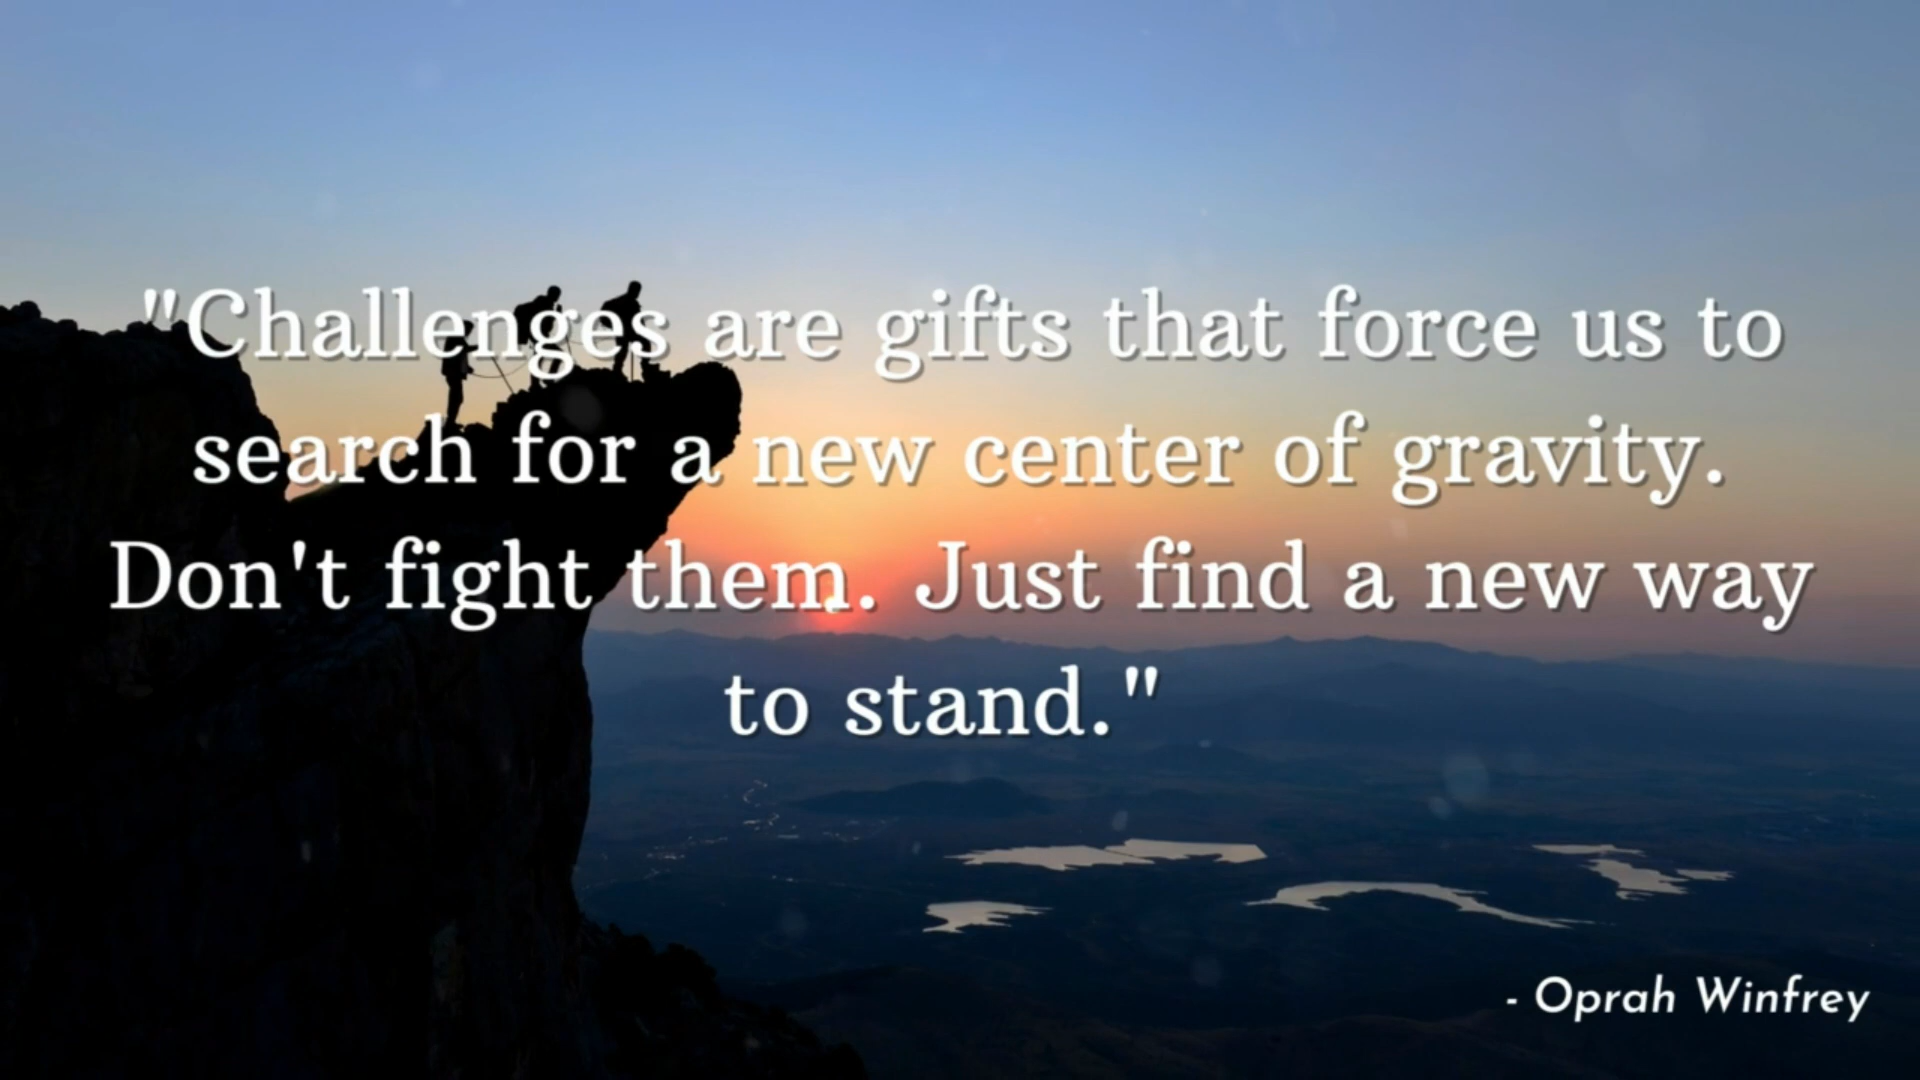 "Challenges are gifts that force us to
search for a new center of gravity.
Don't fight them. Just find a new way
to stand."
- Oprah Winfrey